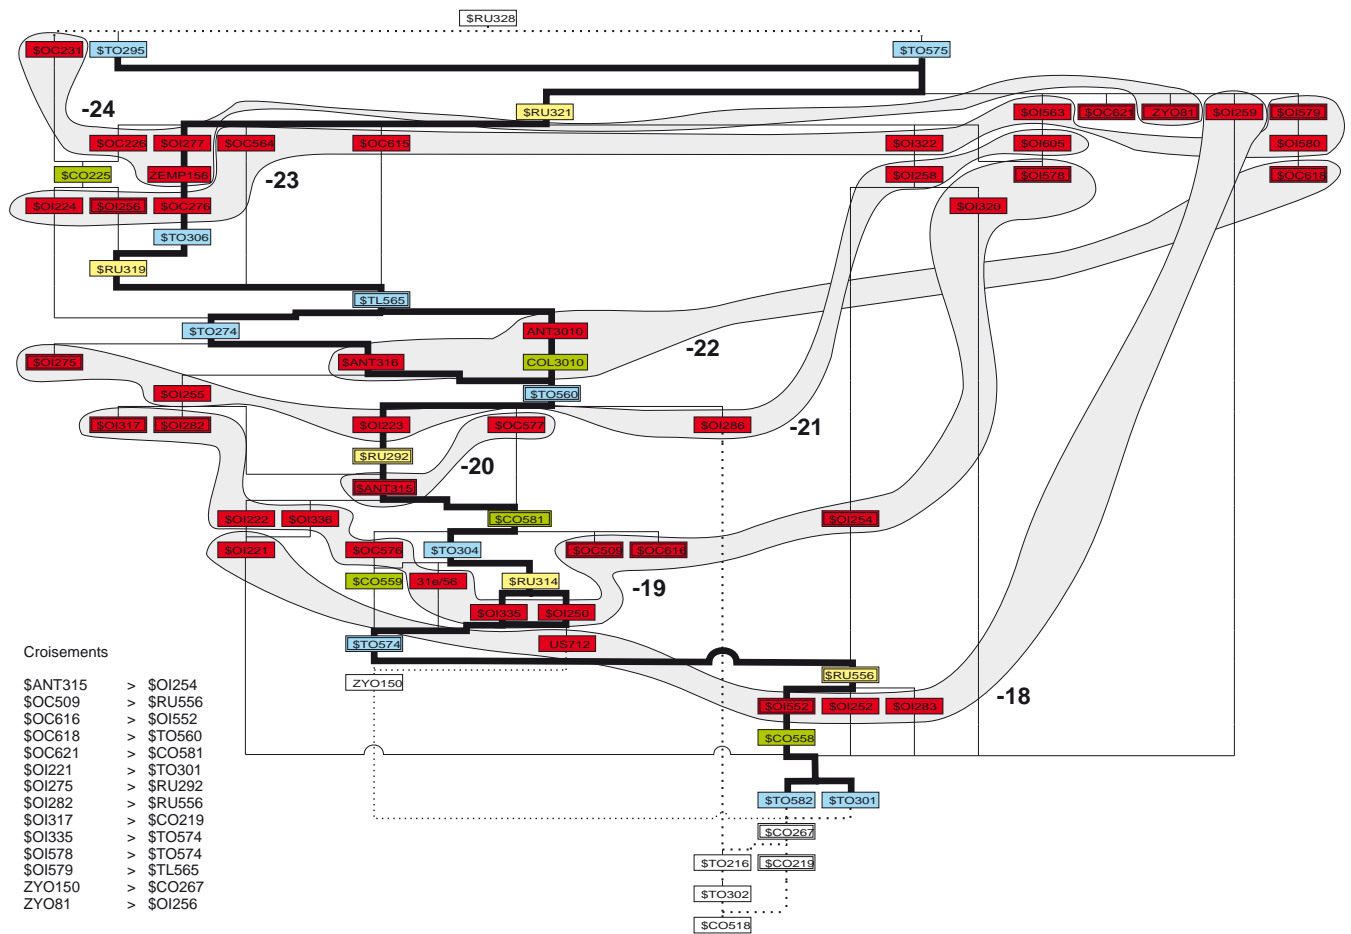 $RU328
$OC231 $TO295 $TO575
-24
$RU321 $OI563 $OC621 ZYO81 $OI259 $OI579
$OC226 $OI277 $OC564 $OC615 $OI322 $OI605 $OI580
$CO225 ZEMP156 -23 $OI258 $OI578 $OC618
$OI224 $OI256 $OC276 $OI320
$TO306
$RU319
$TL565
$TO274 ANT3010
-22
$OI275 $ANT316 COL3010
$OI255 $TO560
$OI317 $OI282 $OI223 $OC577 $OI286 -21
$RU292
-20
$ANT315
$OI222 $OI336 $CO581 $OI254
$OI221 $OC576 $TO304 $OC509 $OC616
$CO559 31e/56 $RU314 -19
$OI335 $OI250
$TO574 US712
Croisements
ZYO150 $RU556
-18
$OI552 $OI252 $OI283
$CO558
$TO582 $TO301
$CO267
$TO216 $CO219
$TO302
$CO518
$ANT315 > $OI254
$OC509 > $RU556
$OC616 > $OI552
$OC618 > $TO560
$OC621 > $CO581
$OI221 > $TO301
$OI275 > $RU292
$OI282 > $RU556
$OI317 > $CO219
$OI335 > $TO574
$OI578 > $TO574
$OI579 > $TL565
ZYO150 > $CO267
ZYO81 > $OI256